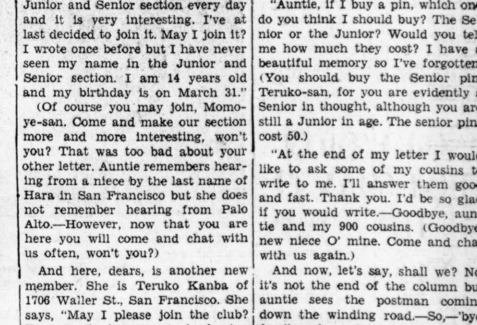 Junior and Senior section every day
and it is very interesting. I've at
last decided to join it. May I join it?
I wrote once before but I have never
seen my name in the Junior and
Senior section. I am 14 years old
and my birthday is on March 31."
(Of course you may join, Momo-
ye-san. Come and make our section
more and more interesting, won't
you? That was too bad about your
other letter. Auntie remembers hear-
ing from a niece by the last name of
Hara in San Francisco but she does
not remember hearing from Palo
Alto.—However, now that you are
here you will come and chat with
us often, won't you?)
And here, dears, is another new
member. She is Teruko Kanba of
1706 Waller St., San Francisco. She
says, "May I please join the club?
"Auntie, if I buy a pin, which on
do you think I should buy? The Se
nior or the Junior? Would you tel
me how much they cost? I have
beautiful memory so I've forgotten
(You should buy the Senior pin
Teruko-san, for you are evidently
Senior in thought, although you ar
still a Junior in age. The senior pin
cost 50.)
"At the end of my letter I woul
like to ask some of my cousins t
write to me. I'll answer them goo
and fast. Thank you. I'd be so gla
if you would write.—Goodbye, aun
tie and my 900 cousins. (Goodbye
new niece O' mine. Come and cha
with us again.)
And now, let's say, shall we? No
it's not the end of the column bu
auntie sees the postman comin
down the winding road.—So,—'bye